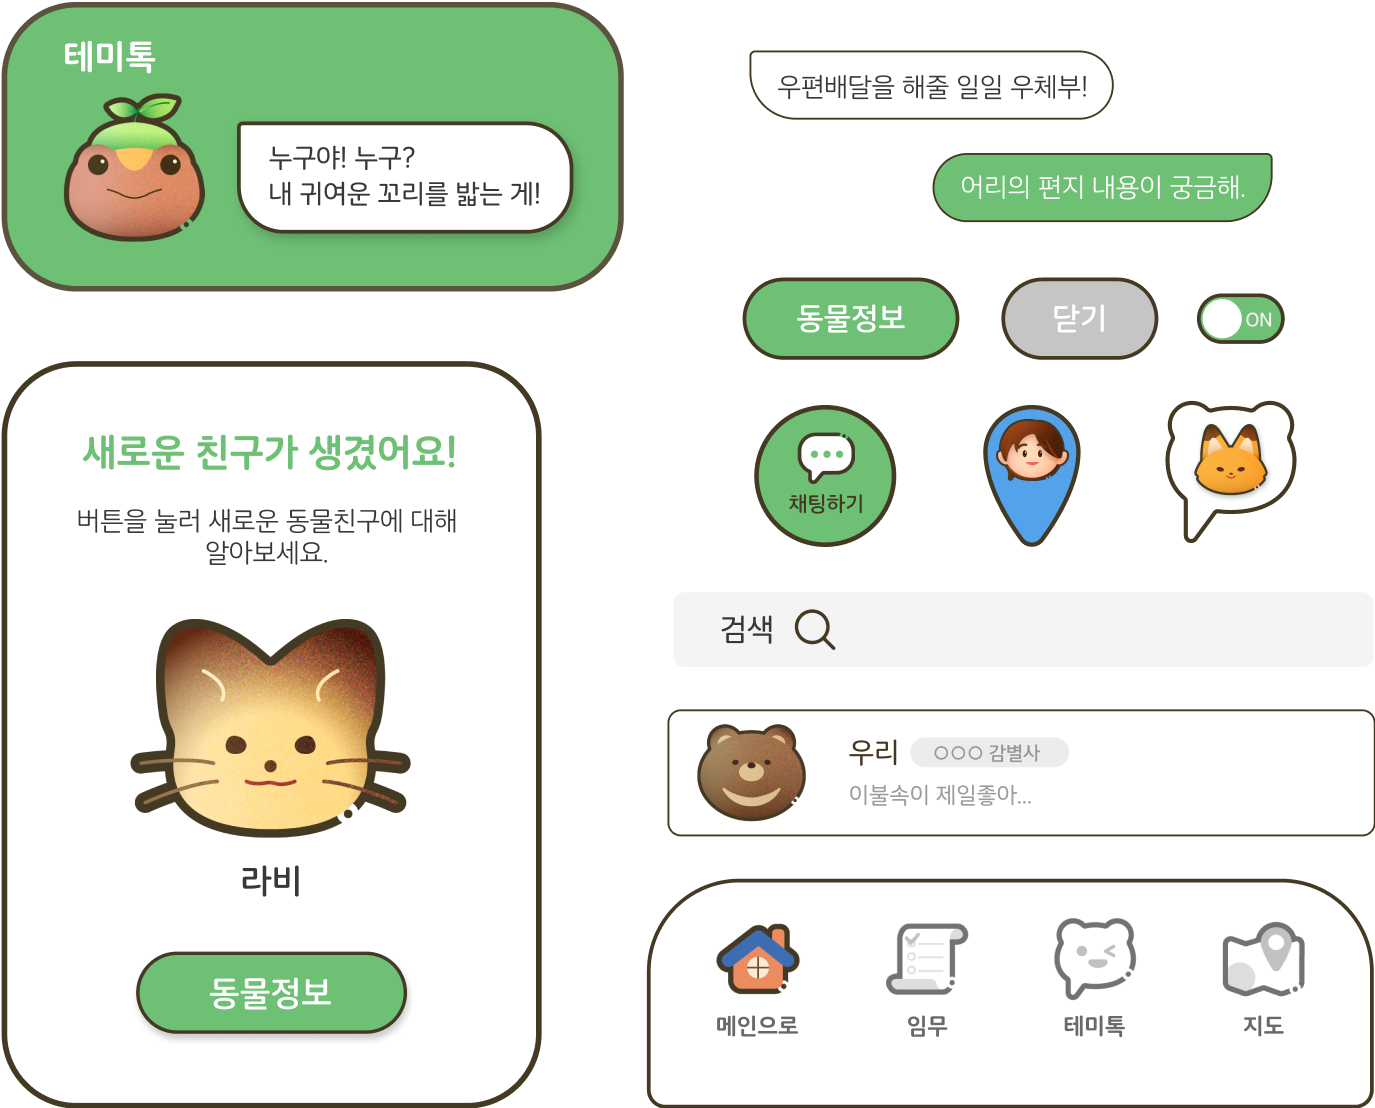 테미톡
누구야! 누구?
내 귀여운 꼬리를 밟는 게!
새로운 친구가 생겼어요!
버튼을 눌러 새로운 동물친구에 대해
알아보세요.
라비
동물정보
우편배달을 해줄 일일 우체부!
어리의 편지 내용이 궁금해.
동물정보
닫기
ON
채팅하기
검색
우리
○○○ 감별사
이불속이 제일좋아...
메인으로
임무
테미톡
지도